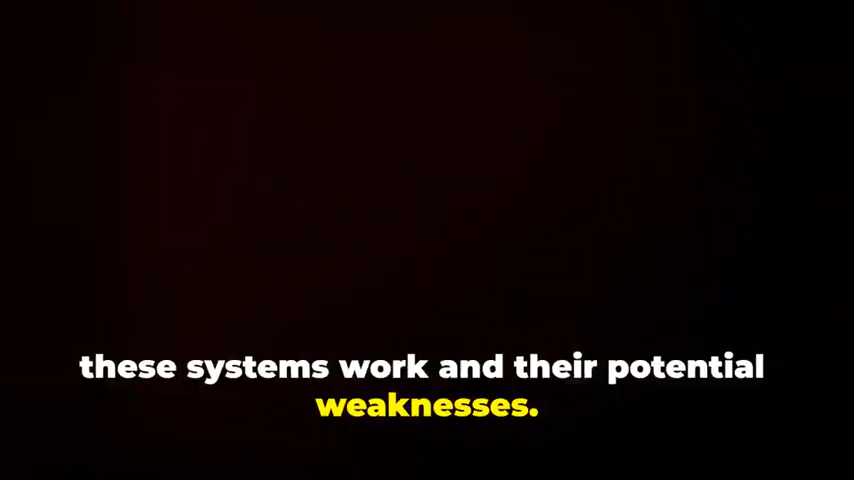 these systems work and their potential
weaknesses.